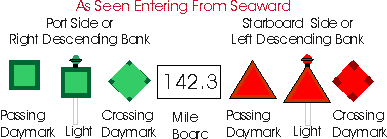 As Seen Entering From Seaward
Port Side or
Right Descending Bank
Starboard Side or
Left Descending Bank
142.3
Passing
Daymark
Light
Crossing
Daymark
Mile
Board
Passing
Daymark
Light
Crossing
Daymark